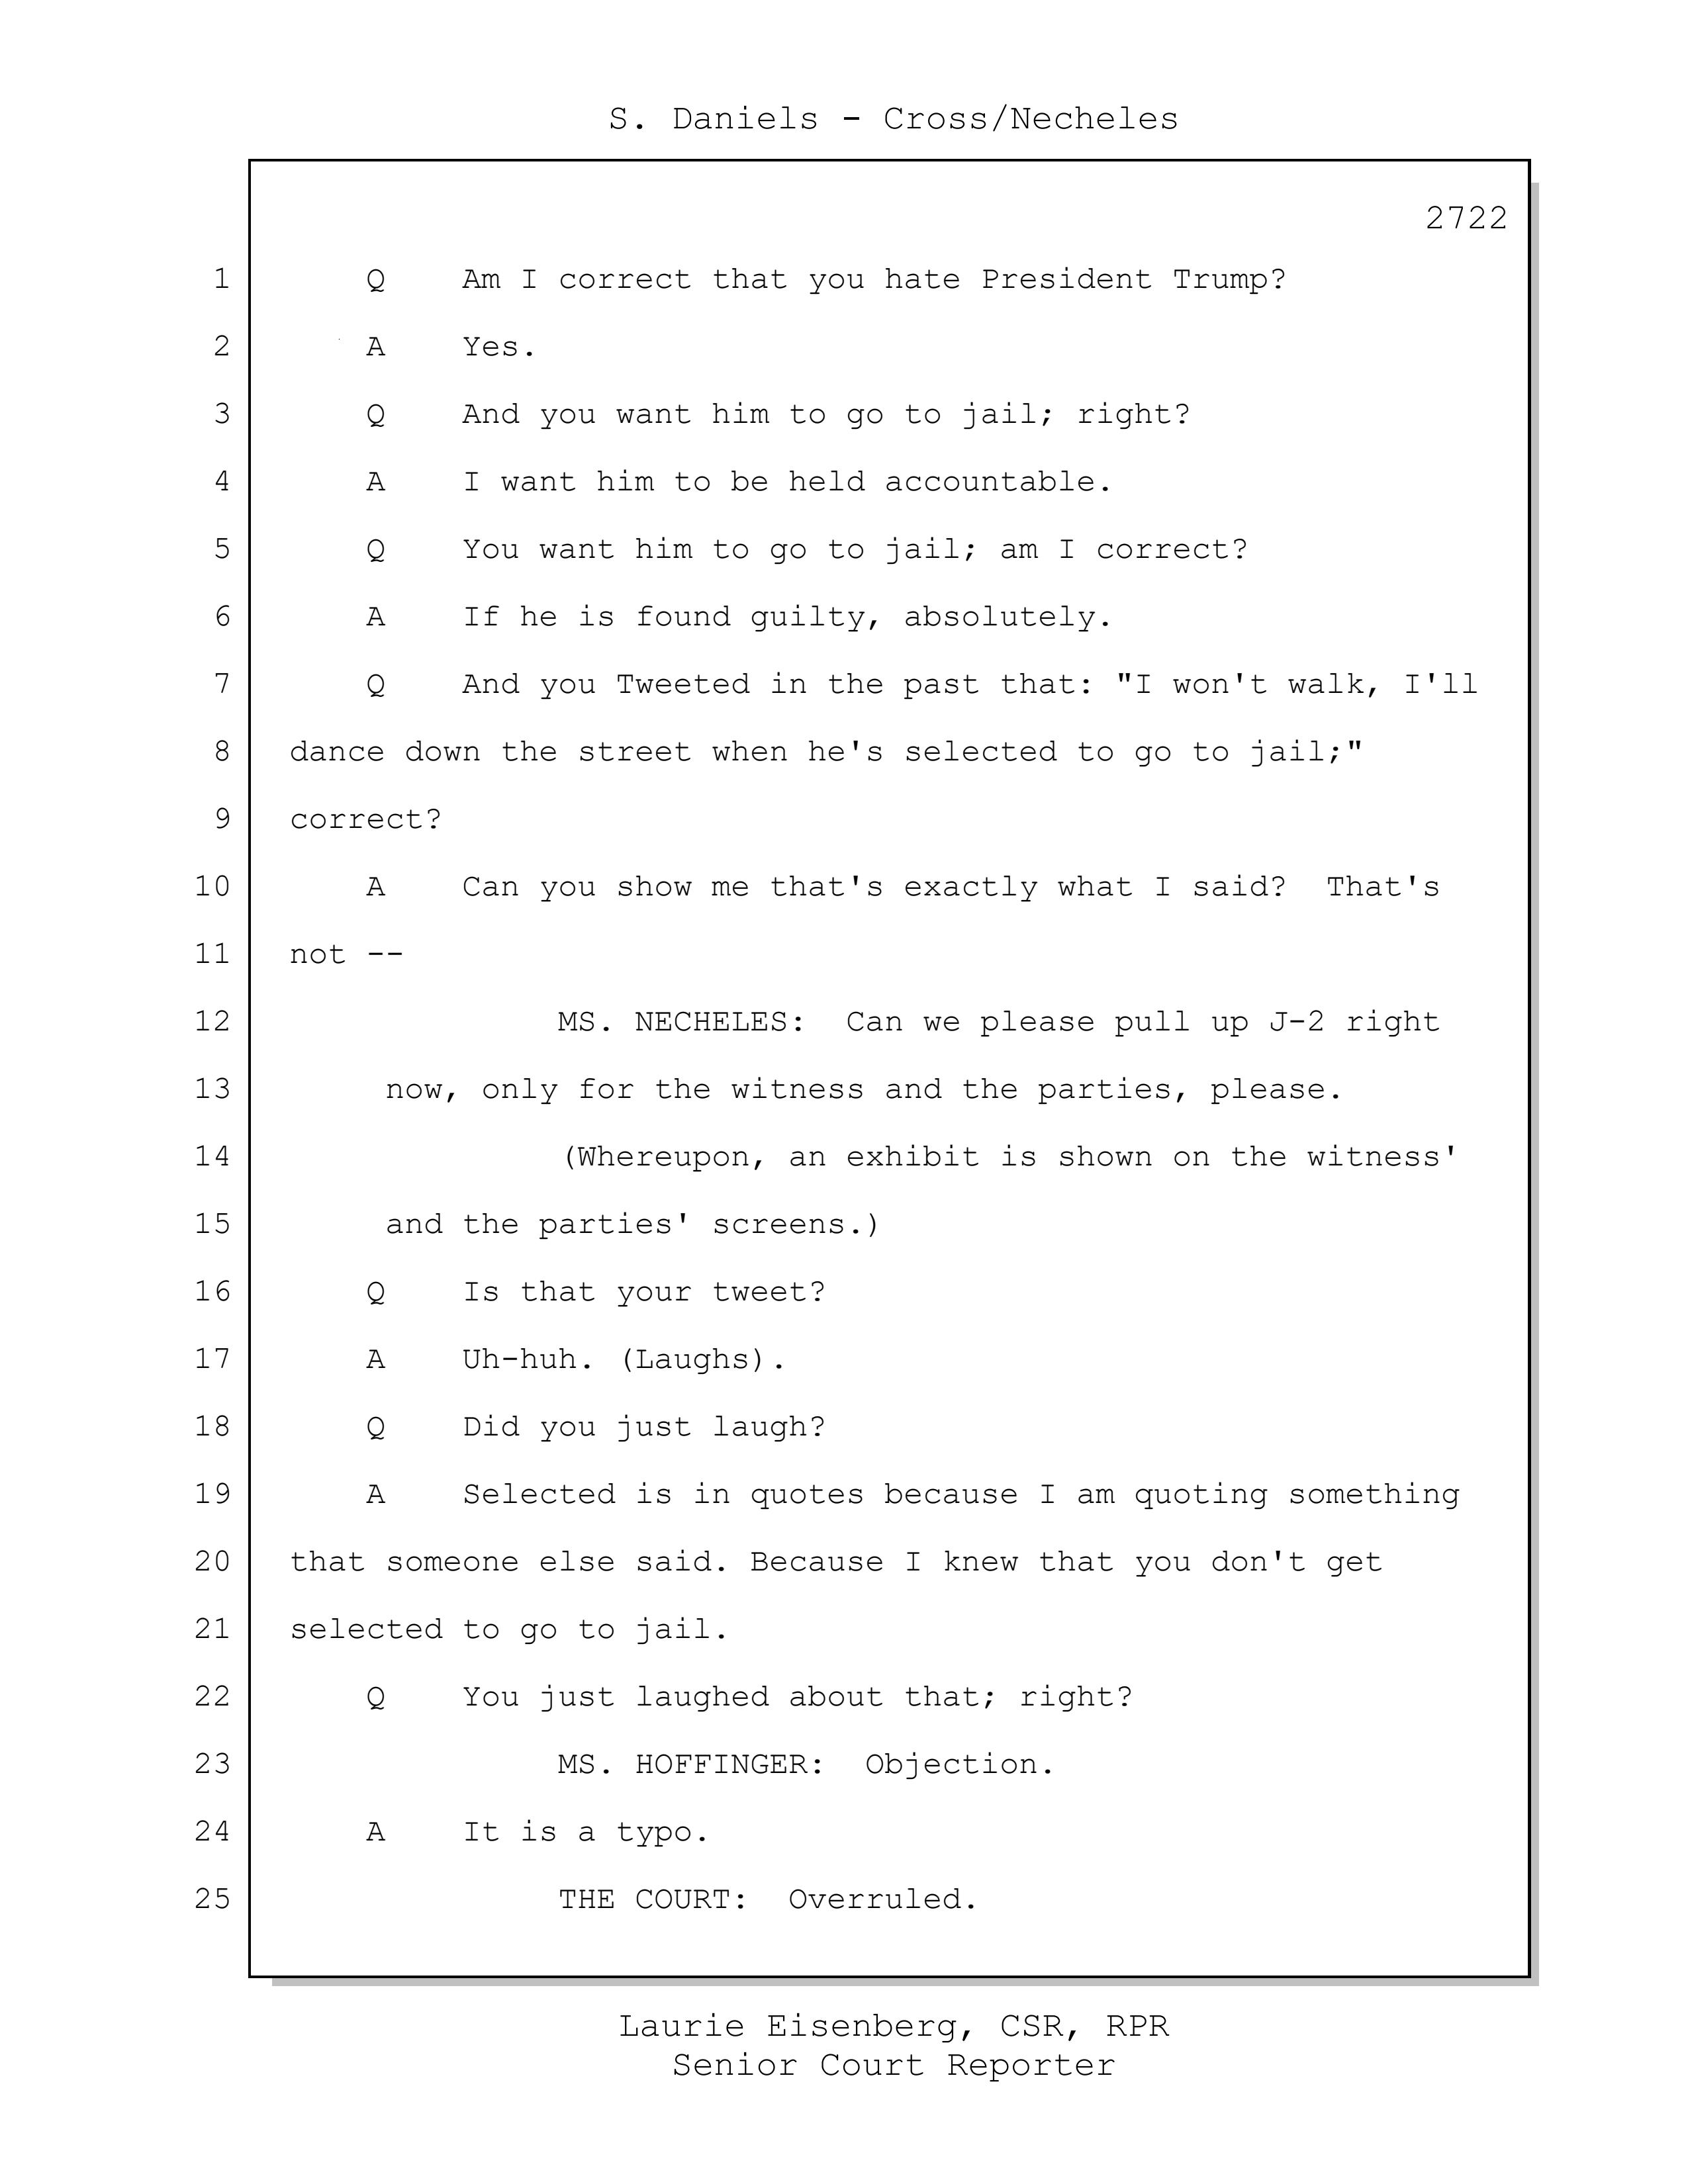 S. Daniels - Cross/Necheles
2722
1 Q Am I correct that you hate President Trump?
2 A Yes.
3 Q And you want him to go to jail; right?
4 A I want him to be held accountable.
5 Q You want him to go to jail; am I correct?
6 A If he is found guilty, absolutely.
7 Q And you Tweeted in the past that: "I won't walk, I'll
8 dance down the street when he's selected to go to jail;"
9 correct?
10 A Can you show me that's exactly what I said? That's
11 not --
12 MS. NECHELES: Can we please pull up J-2 right
13 now, only for the witness and the parties, please.
14 (Whereupon, an exhibit is shown on the witness'
15 and the parties' screens.)
16 Q Is that your tweet?
17 A Uh-huh. (Laughs).
18 Q Did you just laugh?
19 A Selected is in quotes because I am quoting something
20 that someone else said. Because I knew that you don't get
21 selected to go to jail.
22 Q You just laughed about that; right?
23 MS. HOFFINGER: Objection.
24 A It is a typo.
25 THE COURT: Overruled.
Laurie Eisenberg, CSR, RPR
Senior Court Reporter